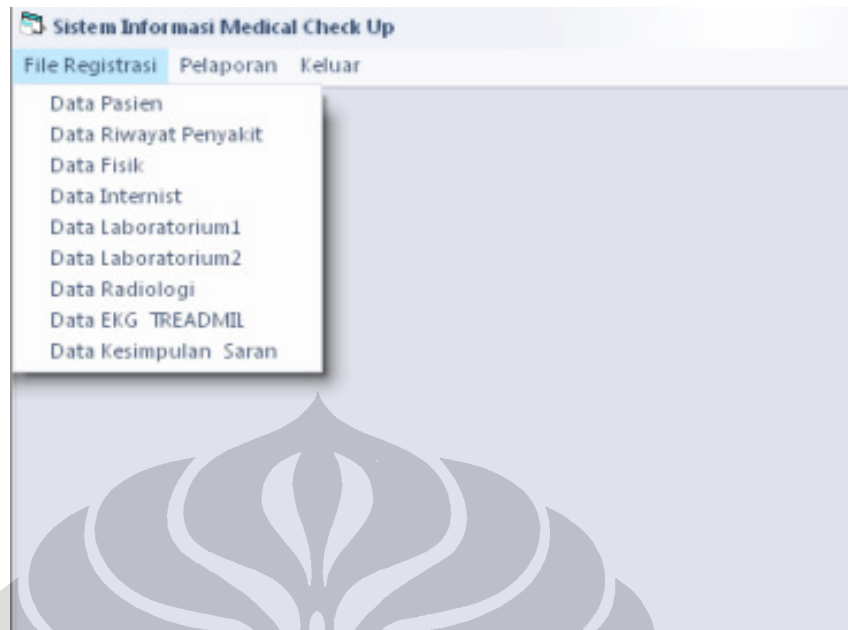 Sistem Informasi Medical Check Up
File Registrasi Pelaporan Keluar
Data Pasien
Data Riwayat Penyakit
Data Fisik
Data Internist
Data Laboratorium1
Data Laboratorium2
Data Radiologi
Data EKG TREADMIL
Data Kesimpulan Saran